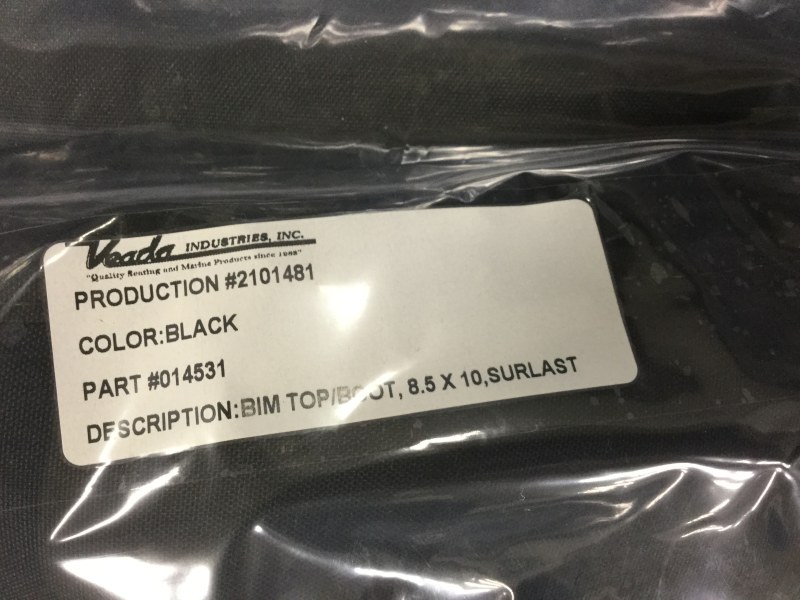 Veada INDUSTRIES, INC.
"Quality Seating and Marine Products since 1968"
PRODUCTION #2101481
COLOR:BLACK
PART #014531
DESCRIPTION:BIM TOP/BOOT, 8.5 X 10,SURLAST